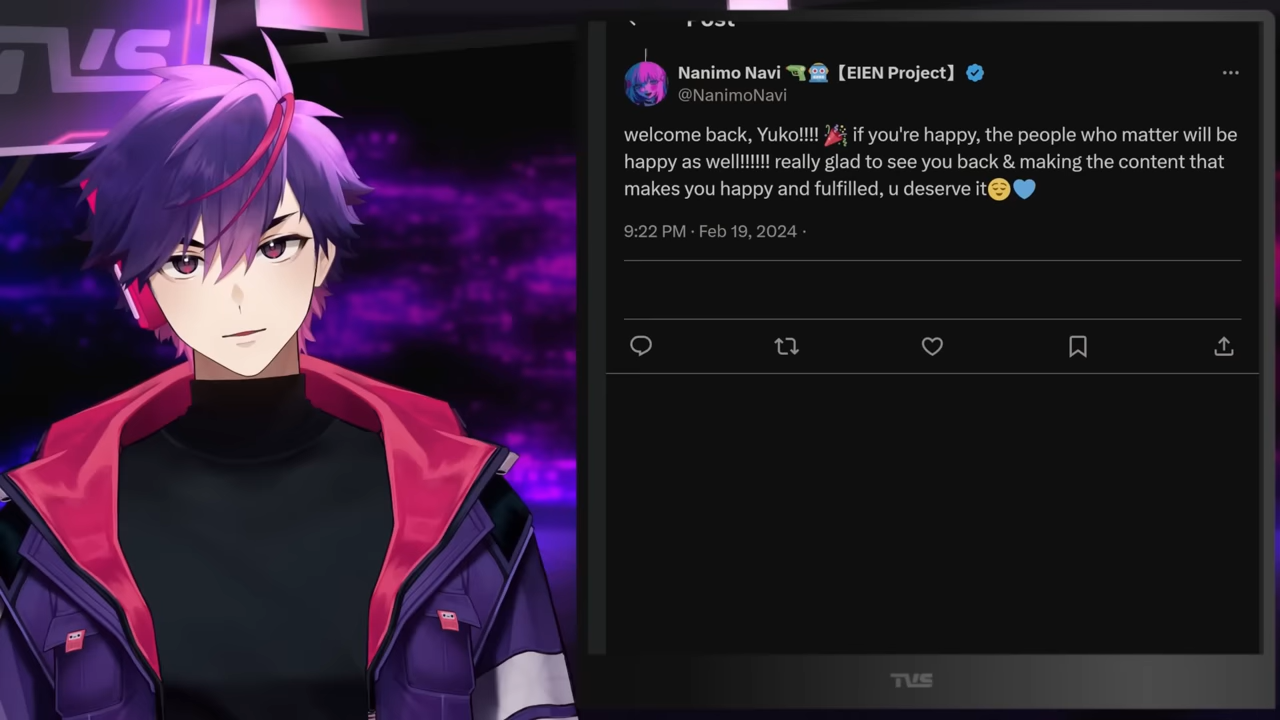 TVS
Post
Nanimo Navi 🔫🤖【EIEN Project】
@NanimoNavi
welcome back, Yuko!!!! 🎉 if you're happy, the people who matter will be
happy as well!!!!!! really glad to see you back & making the content that
makes you happy and fulfilled, u deserve it😌💙
9:22 PM · Feb 19, 2024 ·
TVS